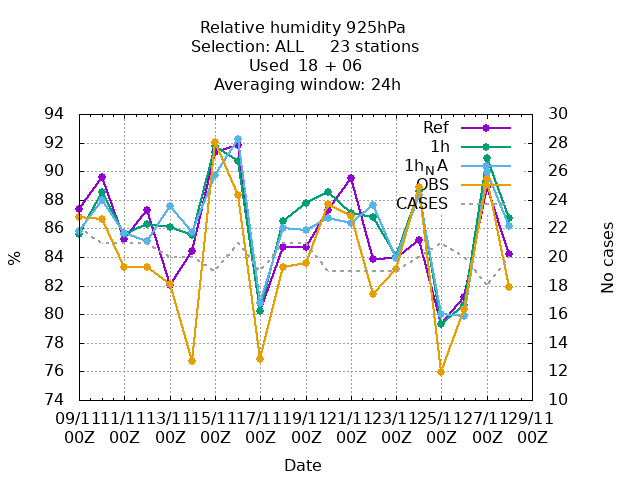 Relative humidity 925hPa
Selection: ALL 23 stations
Used 18 + 06
Averaging window: 24h
94 30
92 28
90 26
88 24
86 22
84 20
82 18
80 16
78 14
76 12
74 10
Ref
1h
1h_N A
OBS
CASES
%
No cases
09/11 11/11 13/11 15/11 17/11 19/11 21/11 23/11 25/11 27/11 29/11
00Z 00Z 00Z 00Z 00Z 00Z 00Z 00Z 00Z 00Z 00Z
Date